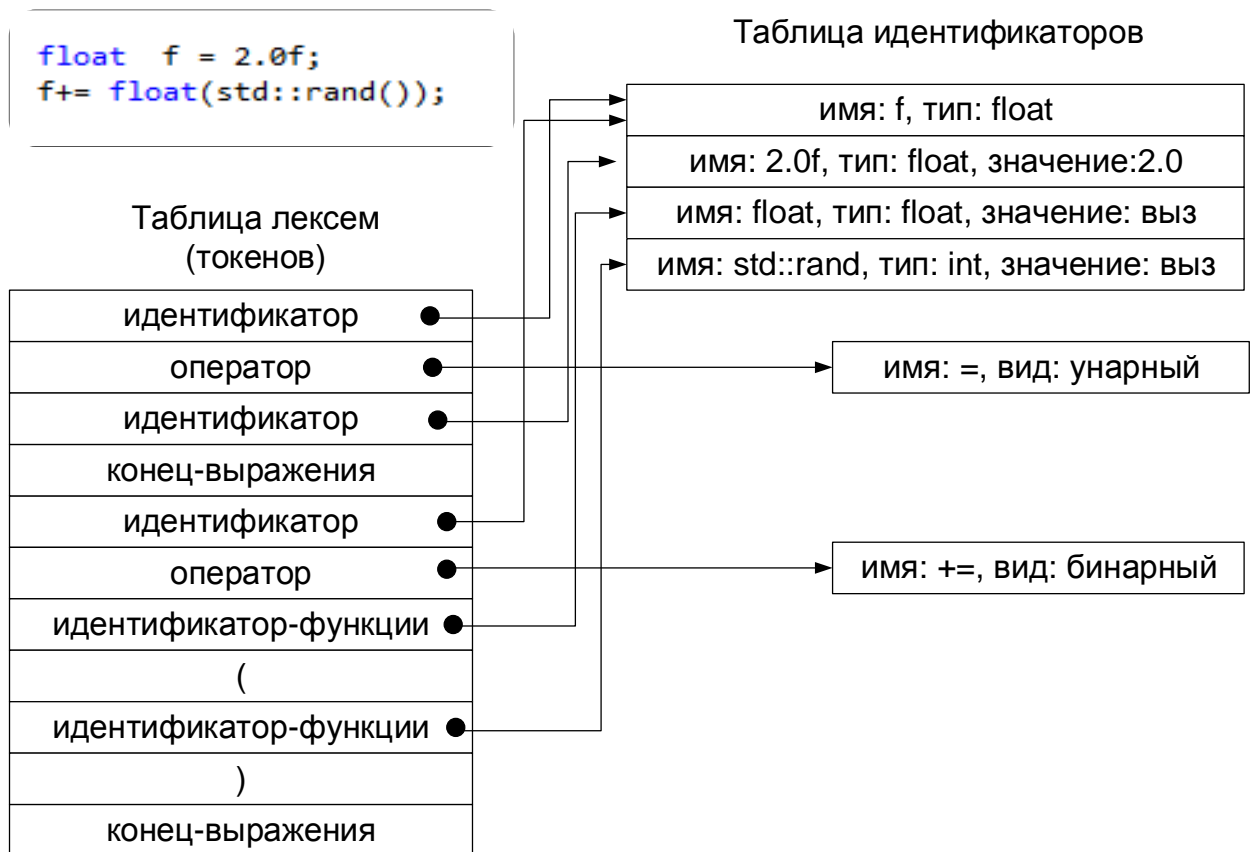 float  f = 2.0f;
f+= float(std::rand());
Таблица идентификаторов
имя: f, тип: float
имя: 2.0f, тип: float, значение:2.0
имя: float, тип: float, значение: выз
имя: std::rand, тип: int, значение: выз
Таблица лексем
(токенов)
идентификатор
оператор
идентификатор
конец-выражения
идентификатор
оператор
идентификатор-функции
(
идентификатор-функции
)
конец-выражения
имя: =, вид: унарный
имя: +=, вид: бинарный